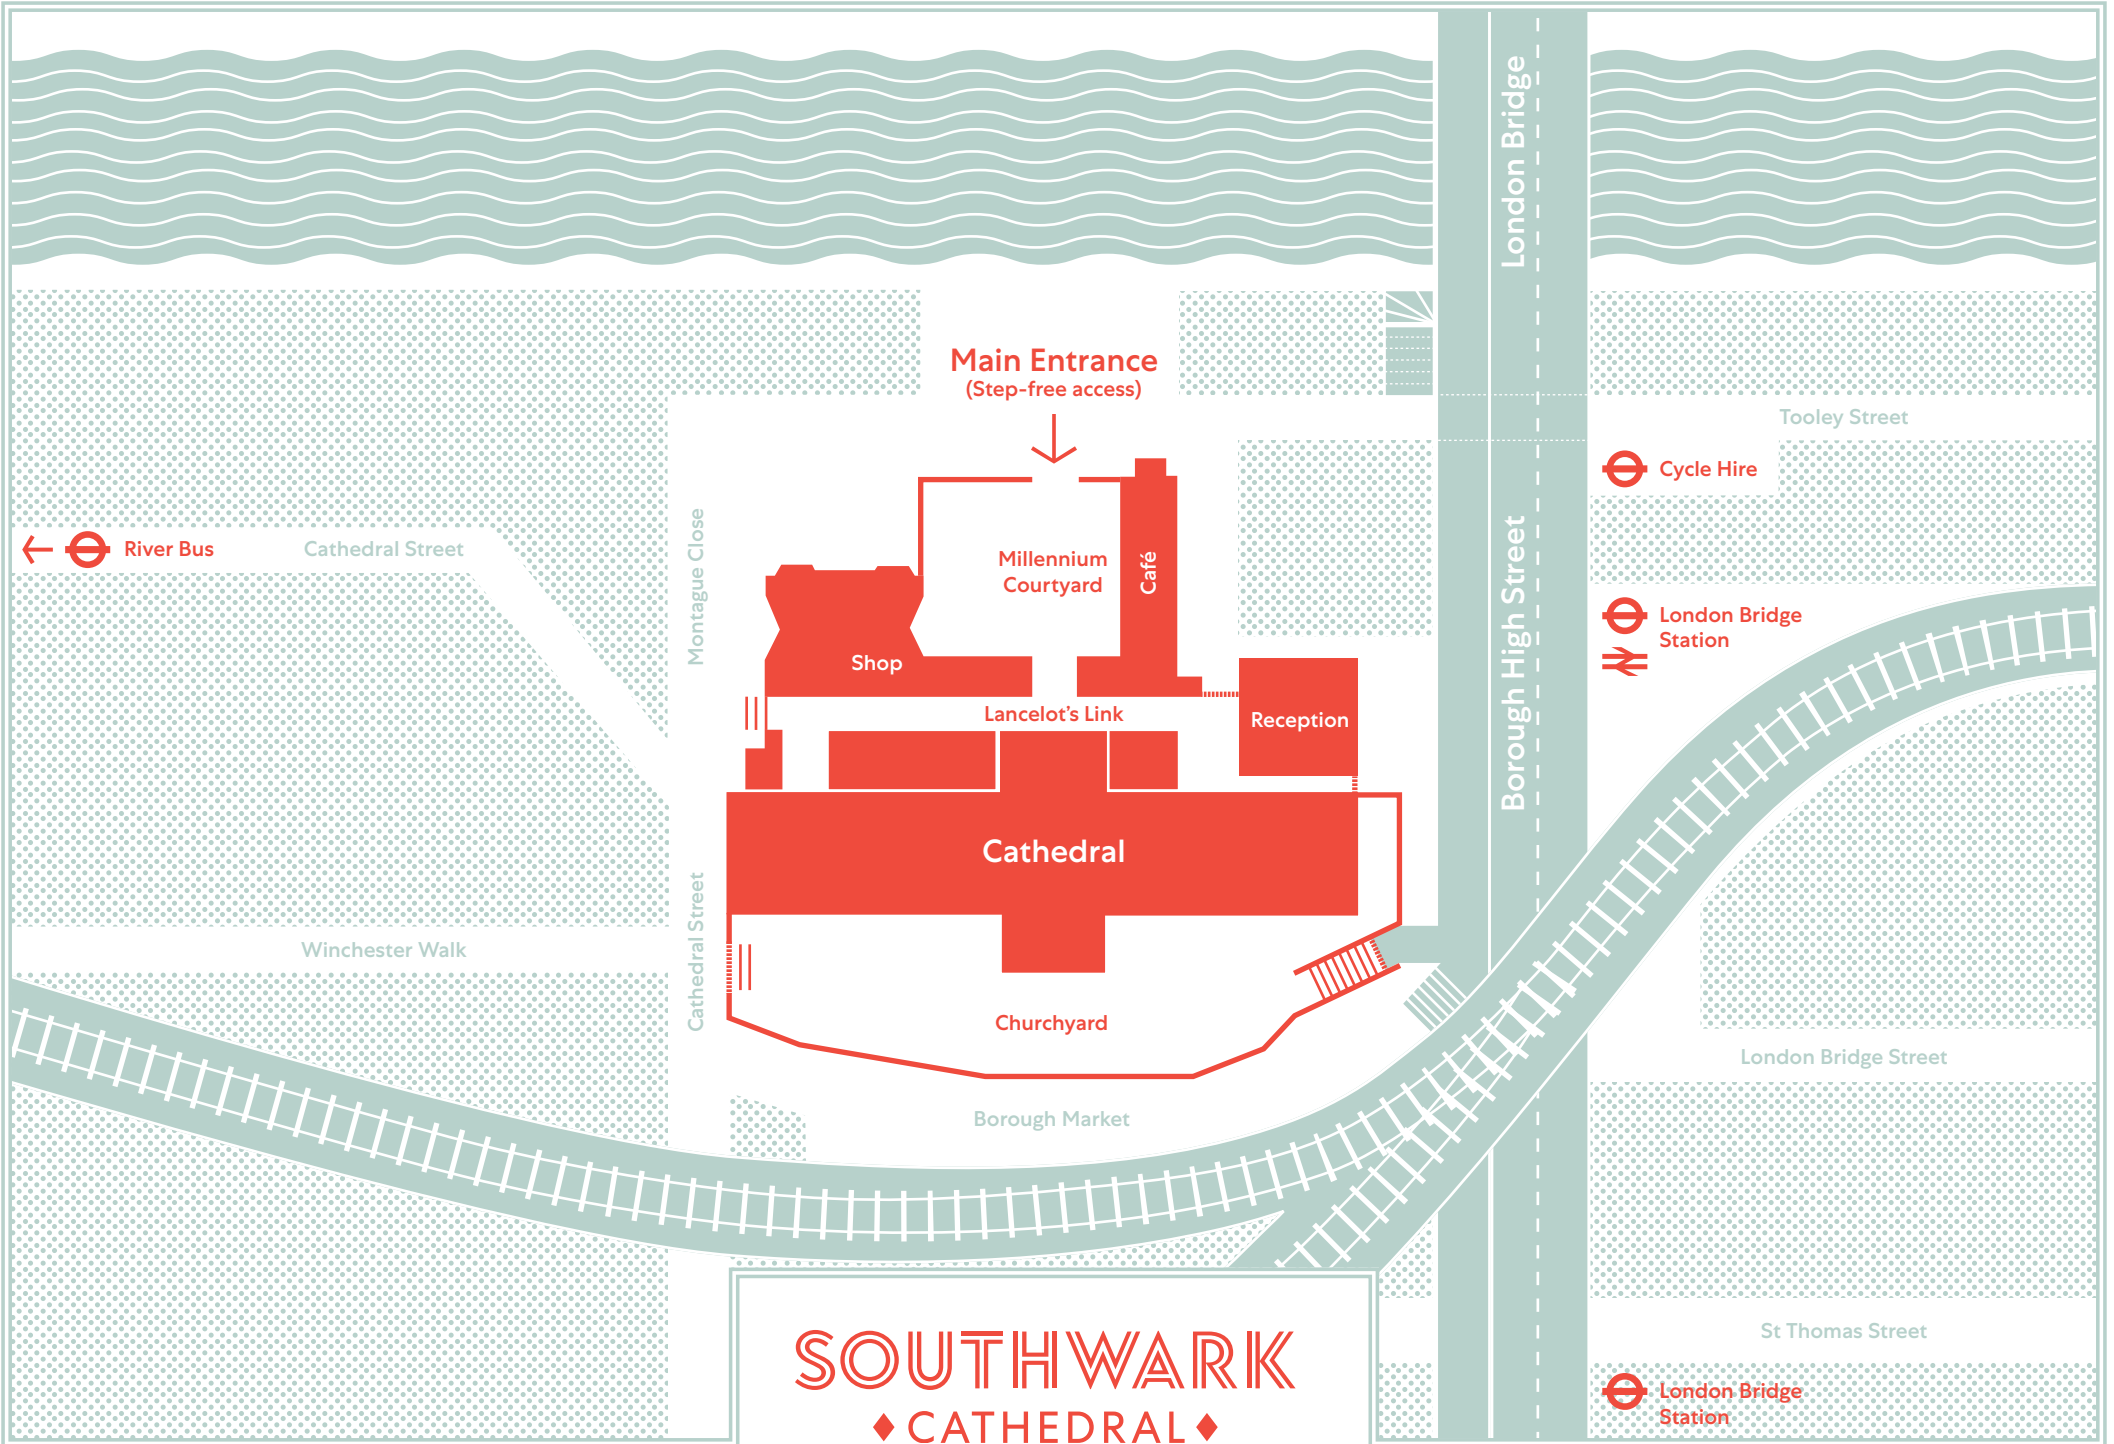 London Bridge
Main Entrance
(Step-free access)
Tooley Street
Cycle Hire
River Bus
Cathedral Street
Montague Close
Millennium
Courtyard
Café
Borough High Street
London Bridge
Station
Shop
Lancelot's Link
Reception
Cathedral
Cathedral Street
Winchester Walk
Churchyard
London Bridge Street
Borough Market
St Thomas Street
London Bridge
Station
SOUTHWARK
CATHEDRAL